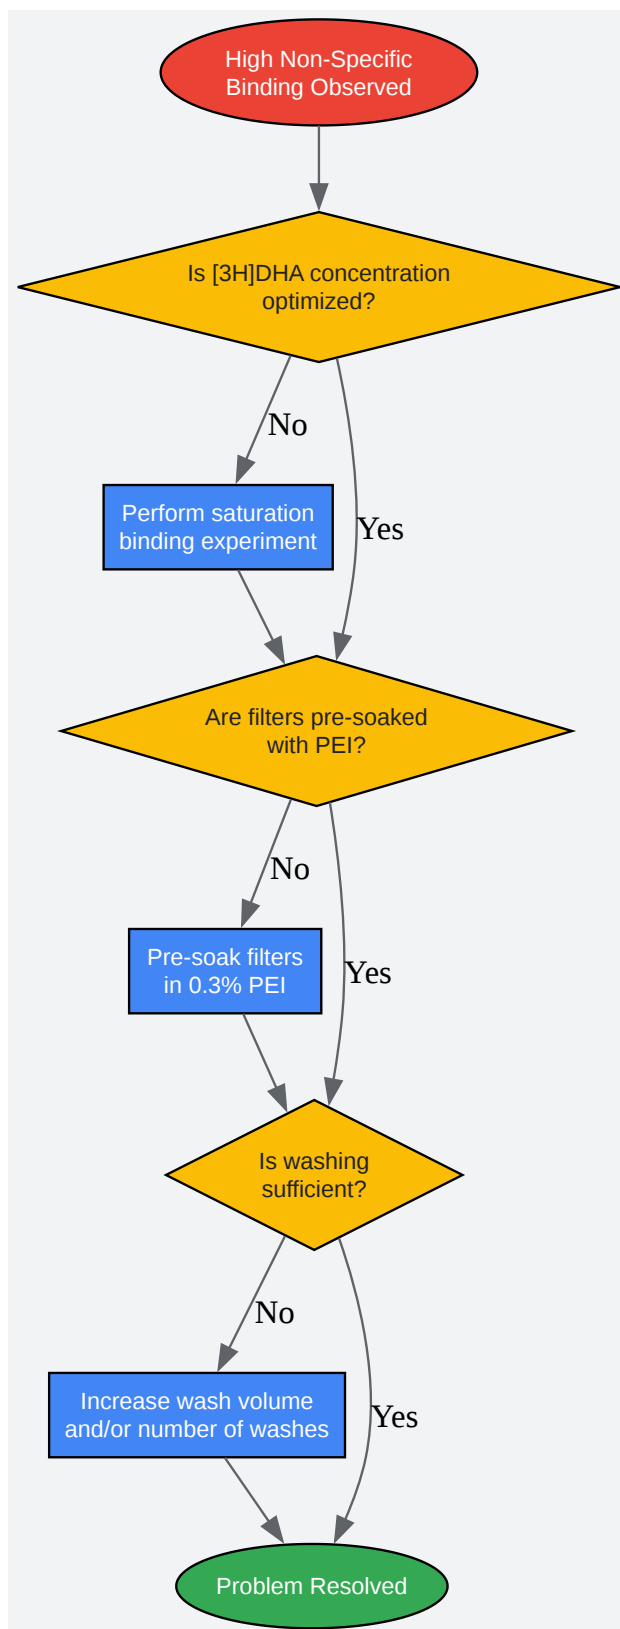 High Non-Specific
Binding Observed
Is [3H]DHA concentration
optimized?
No
Perform saturation
binding experiment
Yes
Are filters pre-soaked
with PEI?
No
Pre-soak filters
in 0.3% PEI
Yes
Is washing
sufficient?
No
Increase wash volume
and/or number of washes
Yes
Problem Resolved